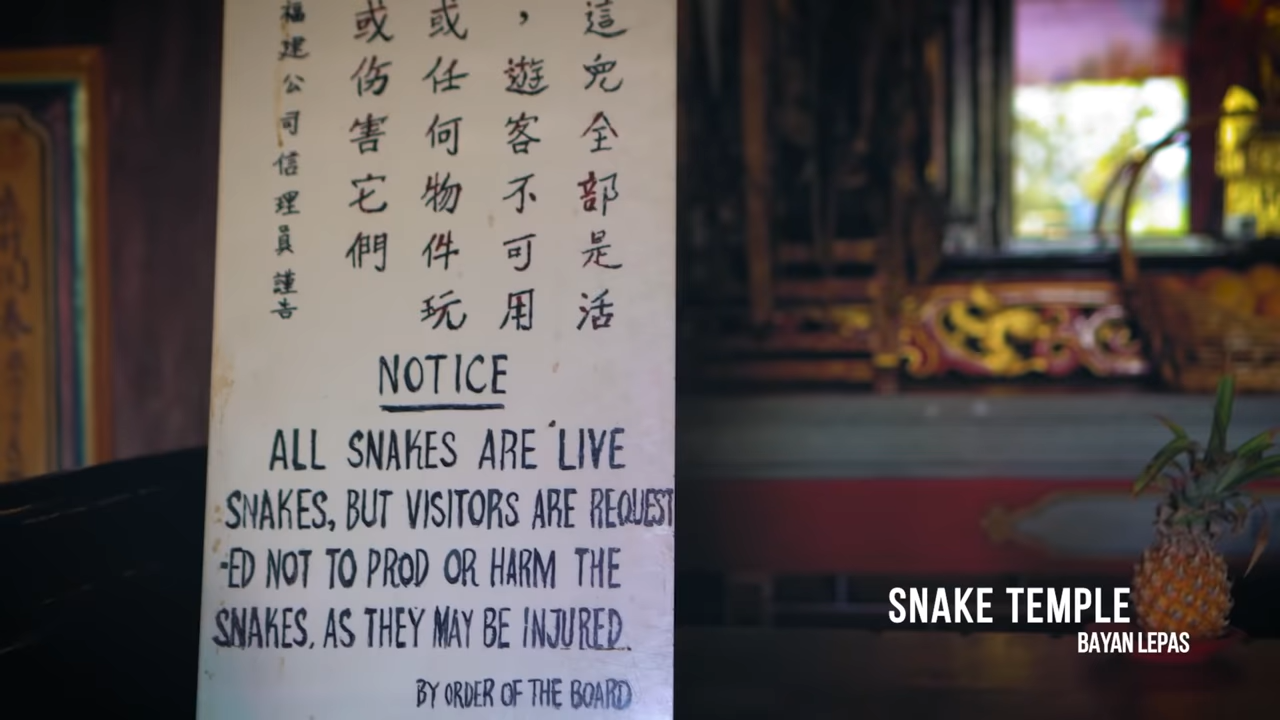 這兒全部是活
，遊客不可用
或任何物件玩
或伤害它們
福建公司信理員謹告
NOTICE
ALL SNAKES ARE 'LIVE
SNAKES, BUT VISITORS ARE REQUEST
-ED NOT TO PROD OR HARM THE
SNAKES, AS THEY MAY BE INJURED.
BY ORDER OF THE BOARD
SNAKE TEMPLE
BAYAN LEPAS